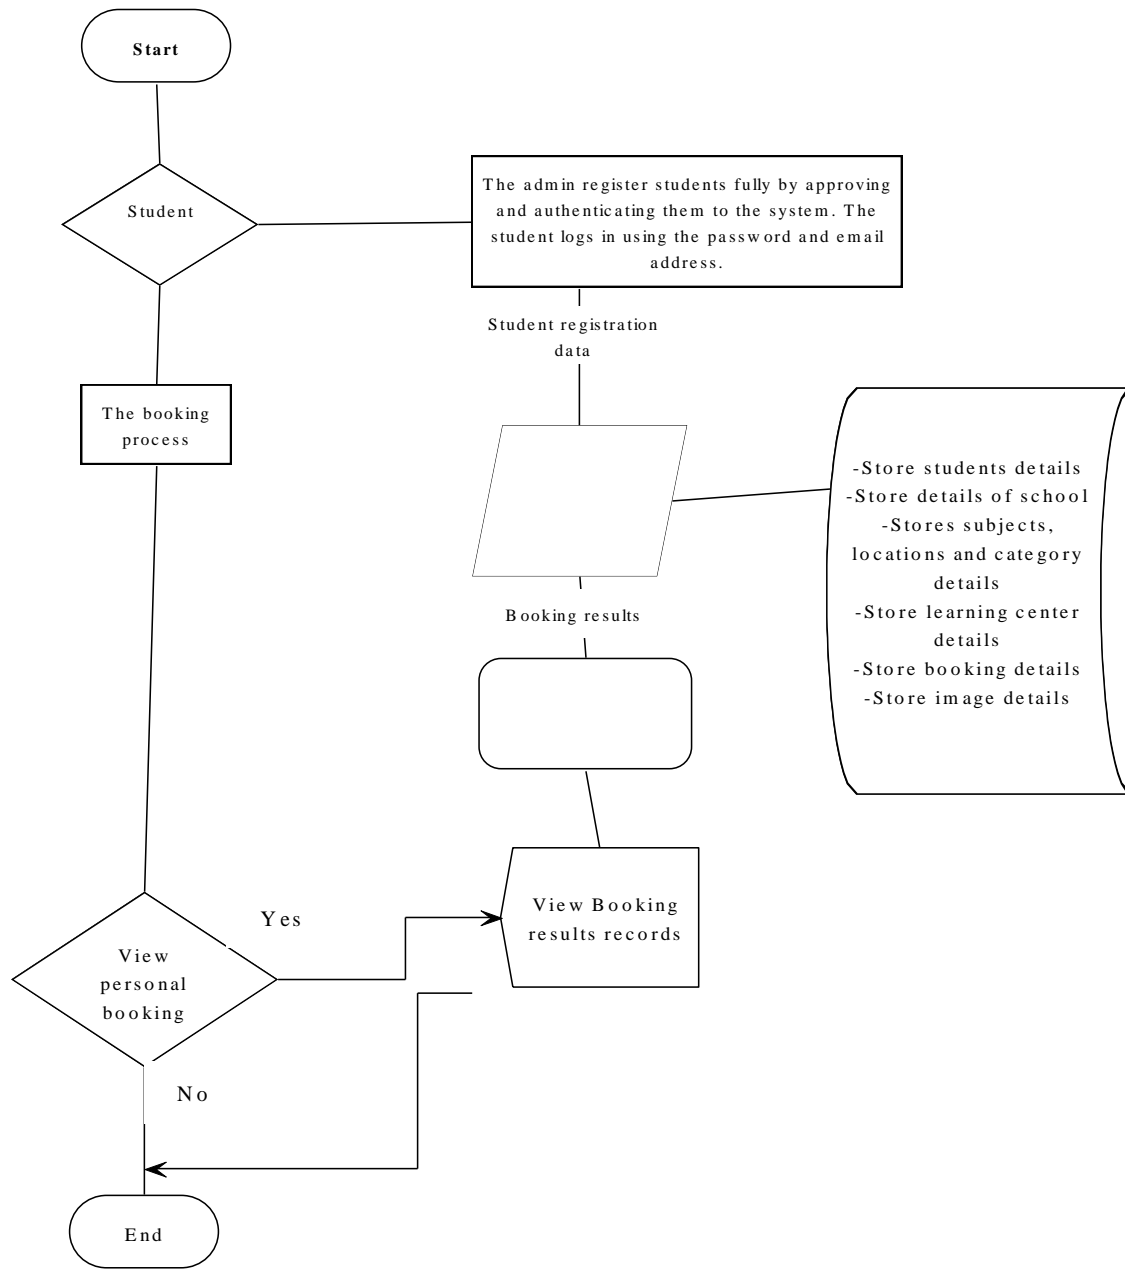 Start
Student
The admin register students fully by approving
and authenticating them to the system. The
student logs in using the password and email
address.
Student registration
data
The booking
process
-Store students details
-Store details of school
-Stores subjects,
locations and category
details
-Store learning center
details
-Store booking details
-Store image details
Booking results
View Booking
results records
Yes
View
personal
booking
No
End